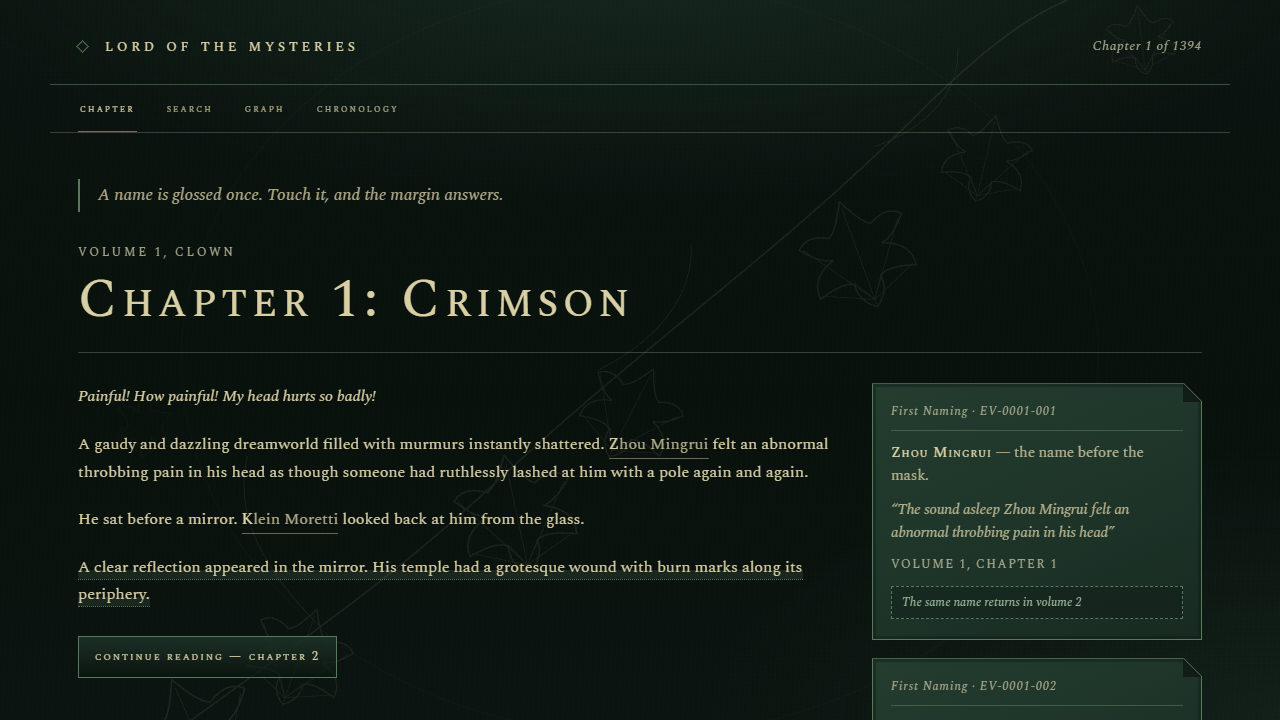 LORD OF THE MYSTERIES
Chapter 1 of 1394
CHAPTER SEARCH GRAPH CHRONOLOGY
A name is glossed once. Touch it, and the margin answers.
VOLUME 1, CLOWN
Chapter 1: Crimson
Painful! How painful! My head hurts so badly!
A gaudy and dazzling dreamworld filled with murmurs instantly shattered. Zhou Mingrui felt an abnormal
throbbing pain in his head as though someone had ruthlessly lashed at him with a pole again and again.
He sat before a mirror. Klein Moretti looked back at him from the glass.
A clear reflection appeared in the mirror. His temple had a grotesque wound with burn marks along its
periphery.
CONTINUE READING — CHAPTER 2
First Naming · EV-0001-001
Zhou Mingrui — the name before the
mask.
“The sound asleep Zhou Mingrui felt an
abnormal throbbing pain in his head”
VOLUME 1, CHAPTER 1
The same name returns in volume 2
First Naming · EV-0001-002